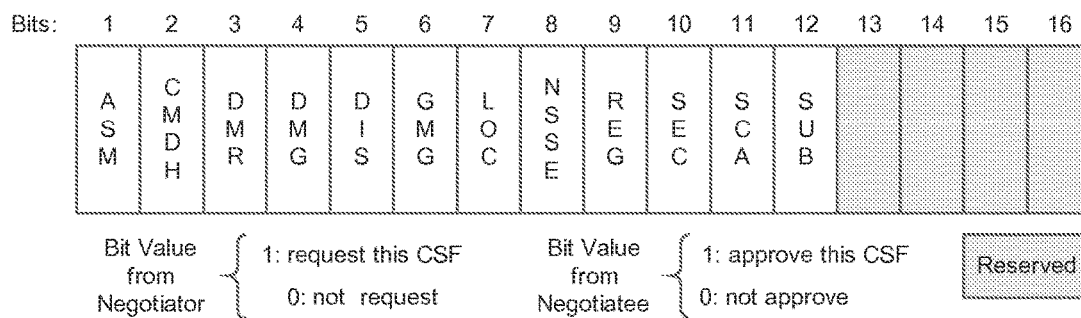 Bits: 1 2 3 4 5 6 7 8 9 10 11 12 13 14 15 16
ASM CMDH DMR DMG DIS GMG LOC NSSE REG SEC SCA SUB
Bit Value from Negotiator
1: request this CSF
0: not request
Bit Value from Negotiatee
1: approve this CSF
0: not approve
Reserved